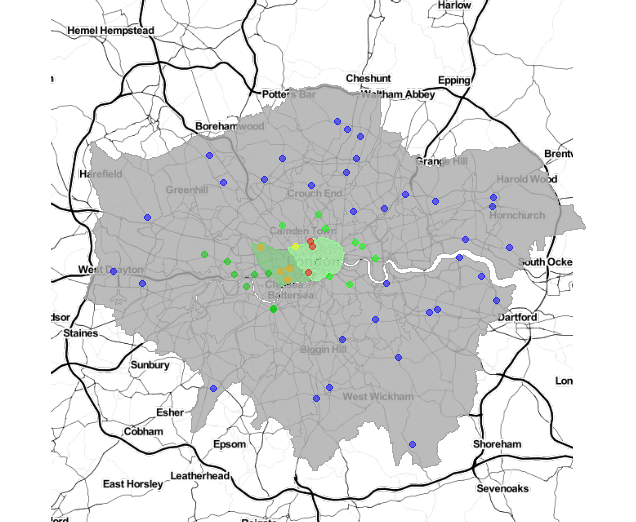 Harlow
Hemel Hempstead
Cheshunt
Epping
Potters Bar
Waltham Abbey
Borehamwood
Brentw
Grange Hill
Harefield
Harold Wood
Greenhill
Crouch End
Hornchurch
Camden Town
West Drayton
South Ocke
Chelsea
Battersea
dsor
Dartford
Staines
Biggin Hill
Sunbury
Lon
West Wickham
Esher
Cobham
Epsom
Shoreham
Leatherhead
East Horsley
Sevenoaks